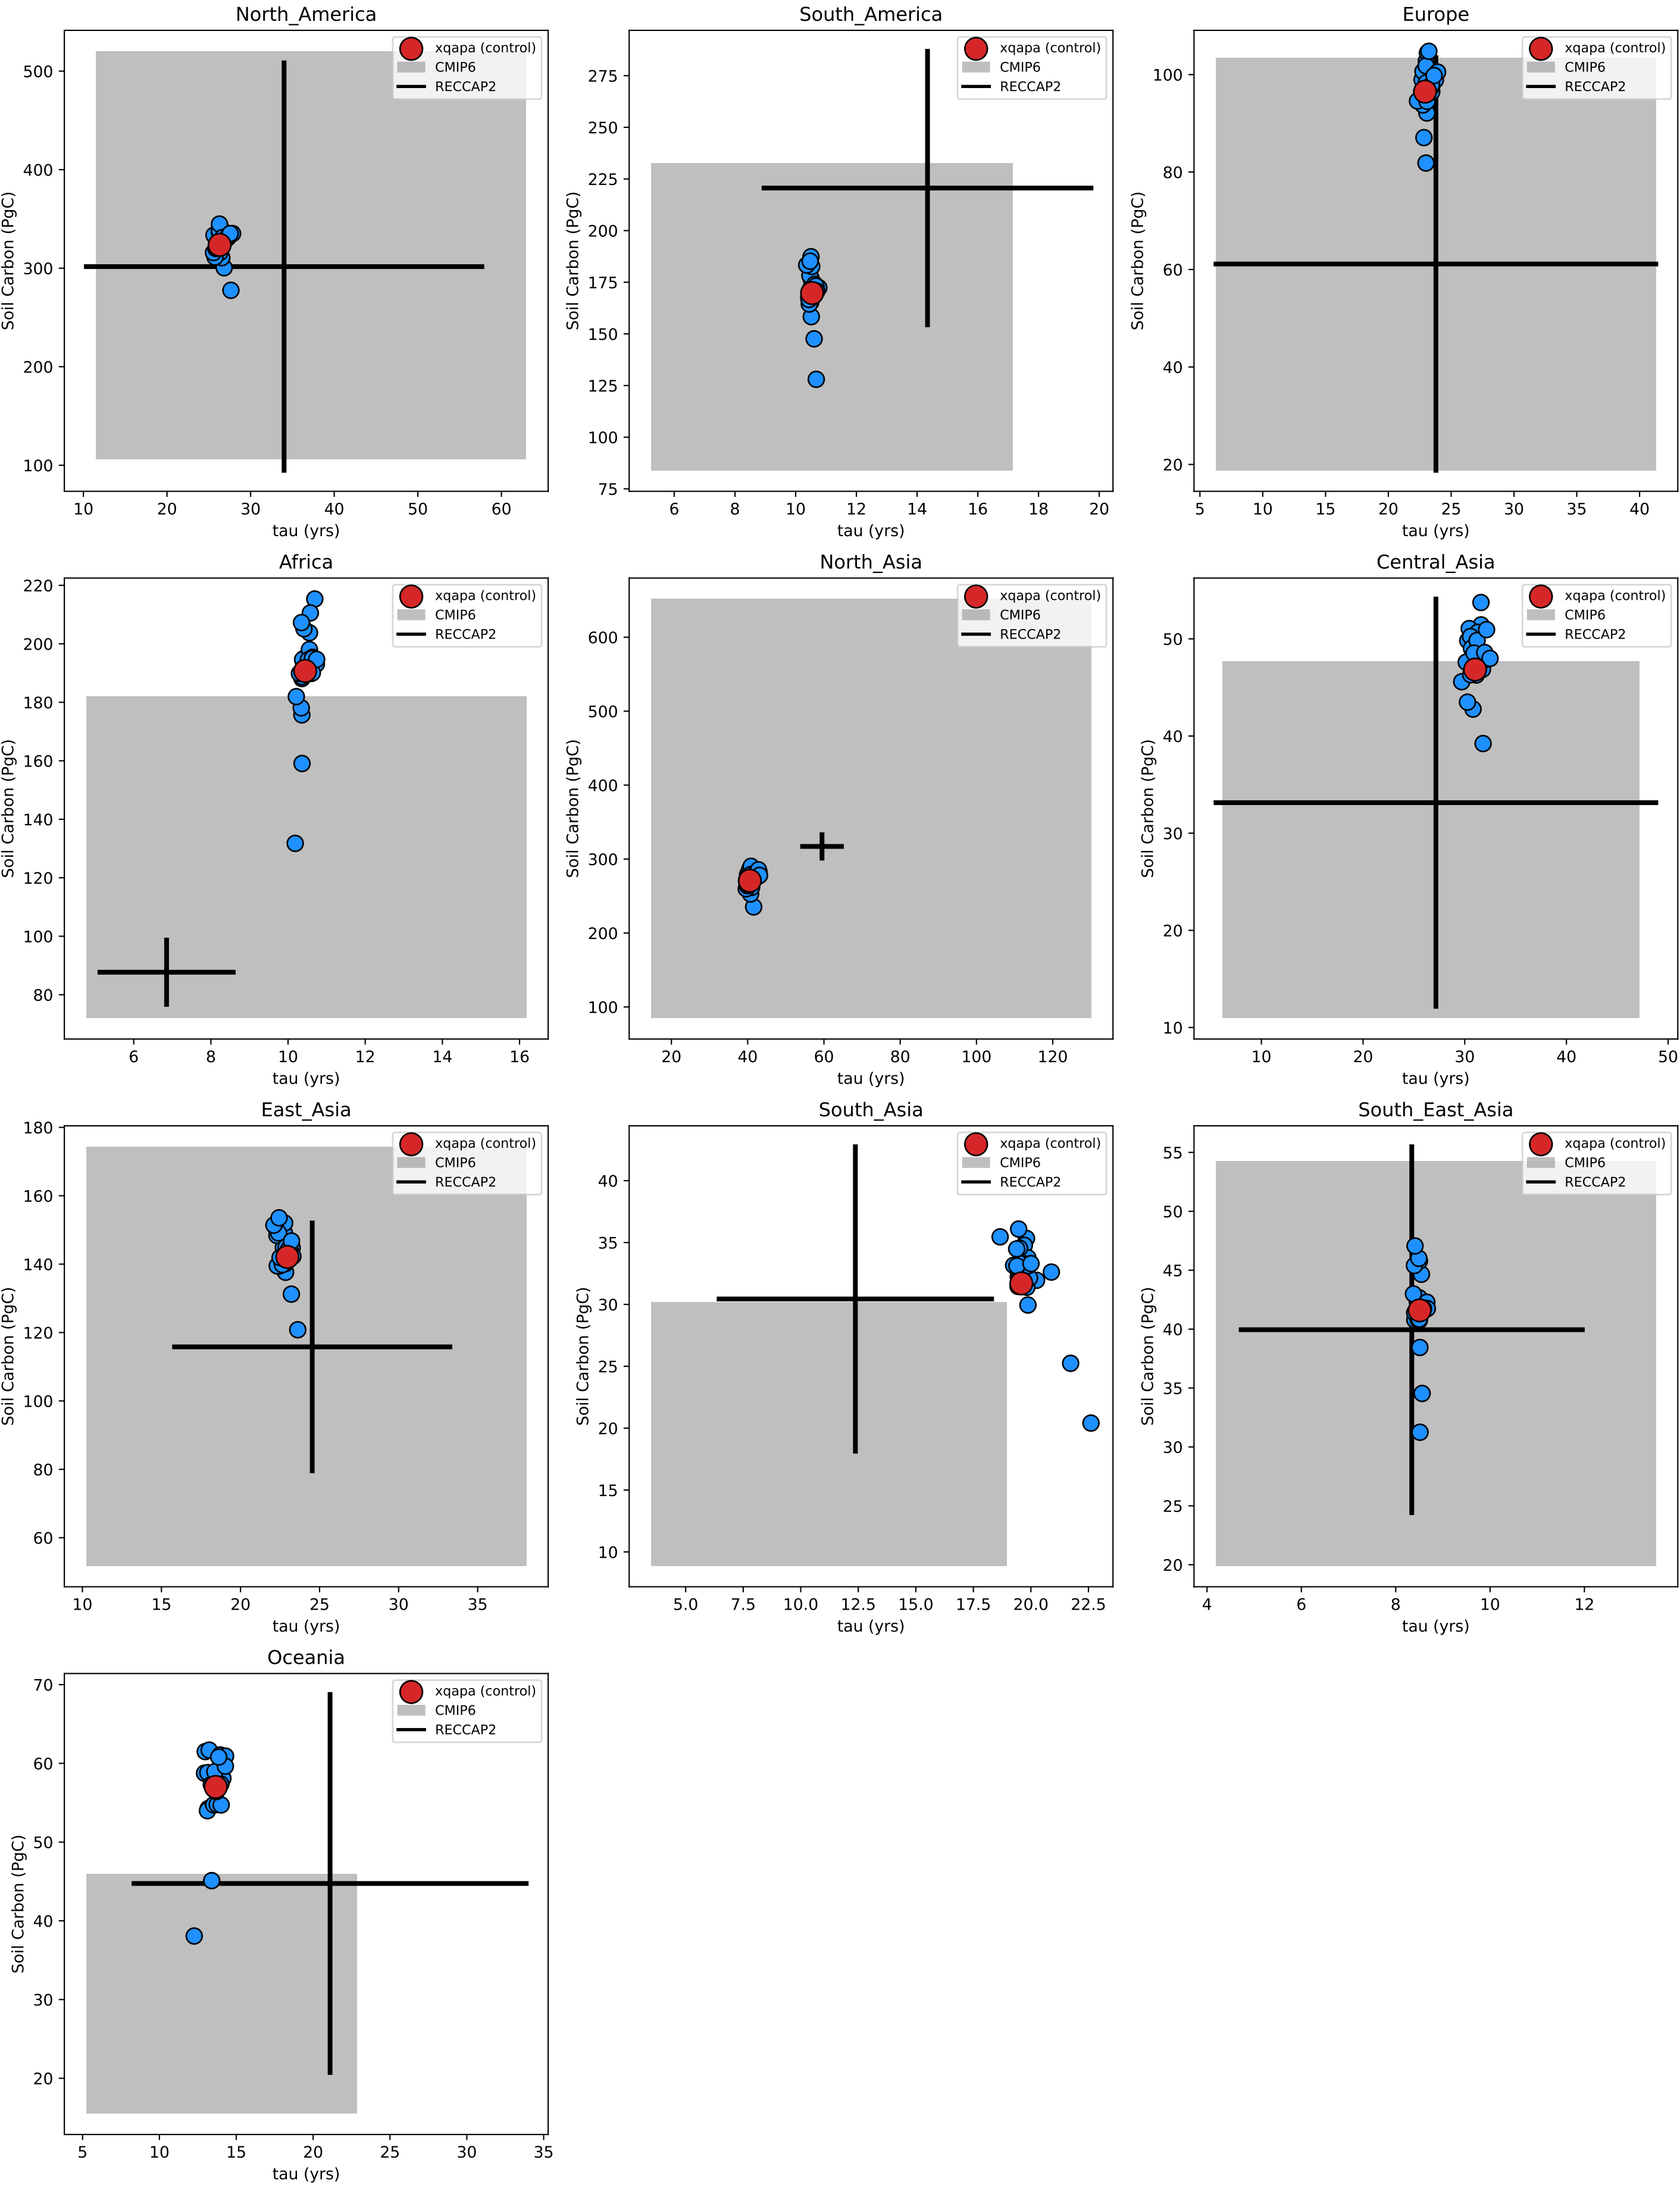 North_America
South_America
Europe
xqapa (control)
CMIP6
RECCAP2
xqapa (control)
CMIP6
RECCAP2
xqapa (control)
CMIP6
RECCAP2
Soil Carbon (PgC)
500
400
300
200
100
10 20 30 40 50 60
tau (yrs)
Soil Carbon (PgC)
275
250
225
200
175
150
125
100
75
6 8 10 12 14 16 18 20
tau (yrs)
Soil Carbon (PgC)
100
80
60
40
20
5 10 15 20 25 30 35 40
tau (yrs)
Africa
North_Asia
Central_Asia
xqapa (control)
CMIP6
RECCAP2
xqapa (control)
CMIP6
RECCAP2
xqapa (control)
CMIP6
RECCAP2
Soil Carbon (PgC)
220
200
180
160
140
120
100
80
6 8 10 12 14 16
tau (yrs)
Soil Carbon (PgC)
600
500
400
300
200
100
20 40 60 80 100 120
tau (yrs)
Soil Carbon (PgC)
50
40
30
20
10
10 20 30 40 50
tau (yrs)
East_Asia
South_Asia
South_East_Asia
xqapa (control)
CMIP6
RECCAP2
xqapa (control)
CMIP6
RECCAP2
xqapa (control)
CMIP6
RECCAP2
Soil Carbon (PgC)
180
160
140
120
100
80
60
10 15 20 25 30 35
tau (yrs)
Soil Carbon (PgC)
40
35
30
25
20
15
10
5.0 7.5 10.0 12.5 15.0 17.5 20.0 22.5
tau (yrs)
Soil Carbon (PgC)
55
50
45
40
35
30
25
20
4 6 8 10 12
tau (yrs)
Oceania
xqapa (control)
CMIP6
RECCAP2
Soil Carbon (PgC)
70
60
50
40
30
20
5 10 15 20 25 30 35
tau (yrs)